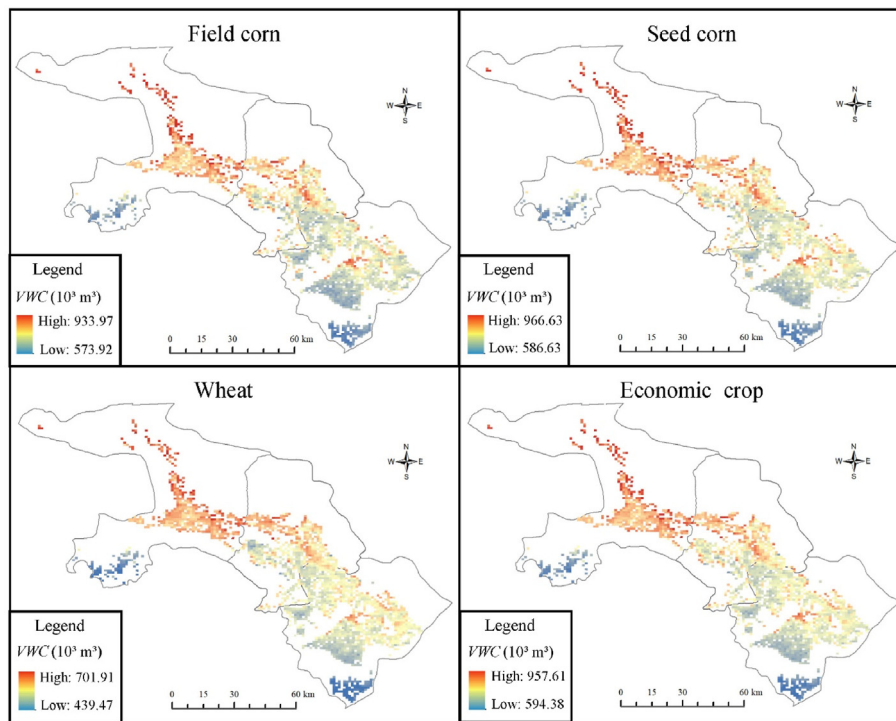 Field corn
N
W E
S
Legend
VWC (10³ m³)
High: 933.97
Low: 573.92
0 15 30 60 km
Seed corn
N
W E
S
Legend
VWC (10³ m³)
High: 966.63
Low: 586.63
0 15 30 60 km
Wheat
N
W E
S
Legend
VWC (10³ m³)
High: 701.91
Low: 439.47
0 15 30 60 km
Economic crop
N
W E
S
Legend
VWC (10³ m³)
High: 957.61
Low: 594.38
0 15 30 60 km